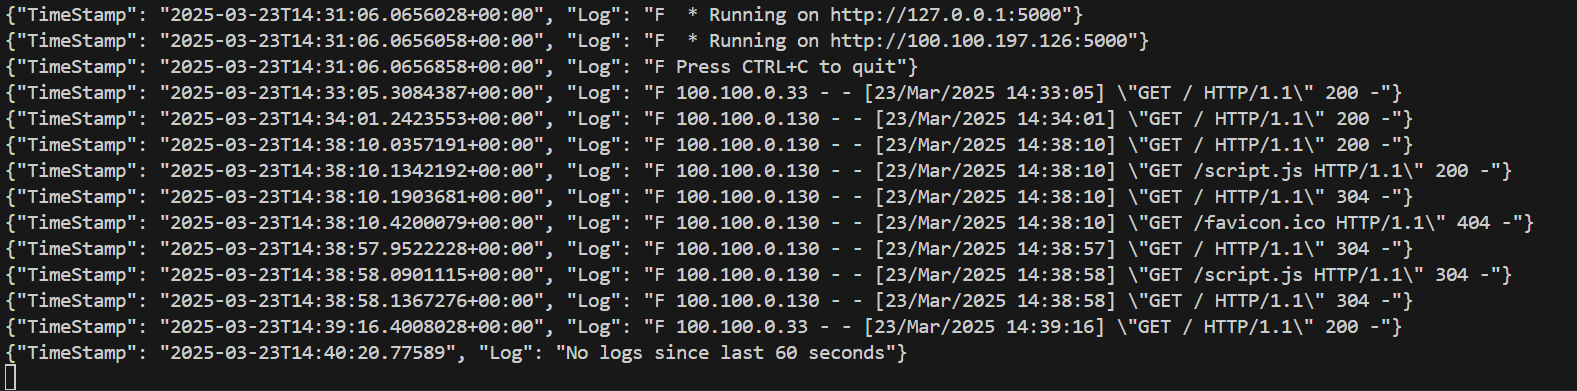 {"TimeStamp": "2025-03-23T14:31:06.0656028+00:00", "Log": "F  * Running on http://127.0.0.1:5000"}
{"TimeStamp": "2025-03-23T14:31:06.0656058+00:00", "Log": "F  * Running on http://100.100.197.126:5000"}
{"TimeStamp": "2025-03-23T14:31:06.0656858+00:00", "Log": "F Press CTRL+C to quit"}
{"TimeStamp": "2025-03-23T14:33:05.3084387+00:00", "Log": "F 100.100.0.33 - - [23/Mar/2025 14:33:05] \"GET / HTTP/1.1\" 200 -"}
{"TimeStamp": "2025-03-23T14:34:01.2423553+00:00", "Log": "F 100.100.0.130 - - [23/Mar/2025 14:34:01] \"GET / HTTP/1.1\" 200 -"}
{"TimeStamp": "2025-03-23T14:38:10.0357191+00:00", "Log": "F 100.100.0.130 - - [23/Mar/2025 14:38:10] \"GET / HTTP/1.1\" 200 -"}
{"TimeStamp": "2025-03-23T14:38:10.1342192+00:00", "Log": "F 100.100.0.130 - - [23/Mar/2025 14:38:10] \"GET /script.js HTTP/1.1\" 200 -"}
{"TimeStamp": "2025-03-23T14:38:10.1903681+00:00", "Log": "F 100.100.0.130 - - [23/Mar/2025 14:38:10] \"GET / HTTP/1.1\" 304 -"}
{"TimeStamp": "2025-03-23T14:38:10.4200079+00:00", "Log": "F 100.100.0.130 - - [23/Mar/2025 14:38:10] \"GET /favicon.ico HTTP/1.1\" 404 -"}
{"TimeStamp": "2025-03-23T14:38:57.9522228+00:00", "Log": "F 100.100.0.130 - - [23/Mar/2025 14:38:57] \"GET / HTTP/1.1\" 304 -"}
{"TimeStamp": "2025-03-23T14:38:58.0901115+00:00", "Log": "F 100.100.0.130 - - [23/Mar/2025 14:38:58] \"GET /script.js HTTP/1.1\" 304 -"}
{"TimeStamp": "2025-03-23T14:38:58.1367276+00:00", "Log": "F 100.100.0.130 - - [23/Mar/2025 14:38:58] \"GET / HTTP/1.1\" 304 -"}
{"TimeStamp": "2025-03-23T14:39:16.4008028+00:00", "Log": "F 100.100.0.33 - - [23/Mar/2025 14:39:16] \"GET / HTTP/1.1\" 200 -"}
{"TimeStamp": "2025-03-23T14:40:20.77589", "Log": "No logs since last 60 seconds"}